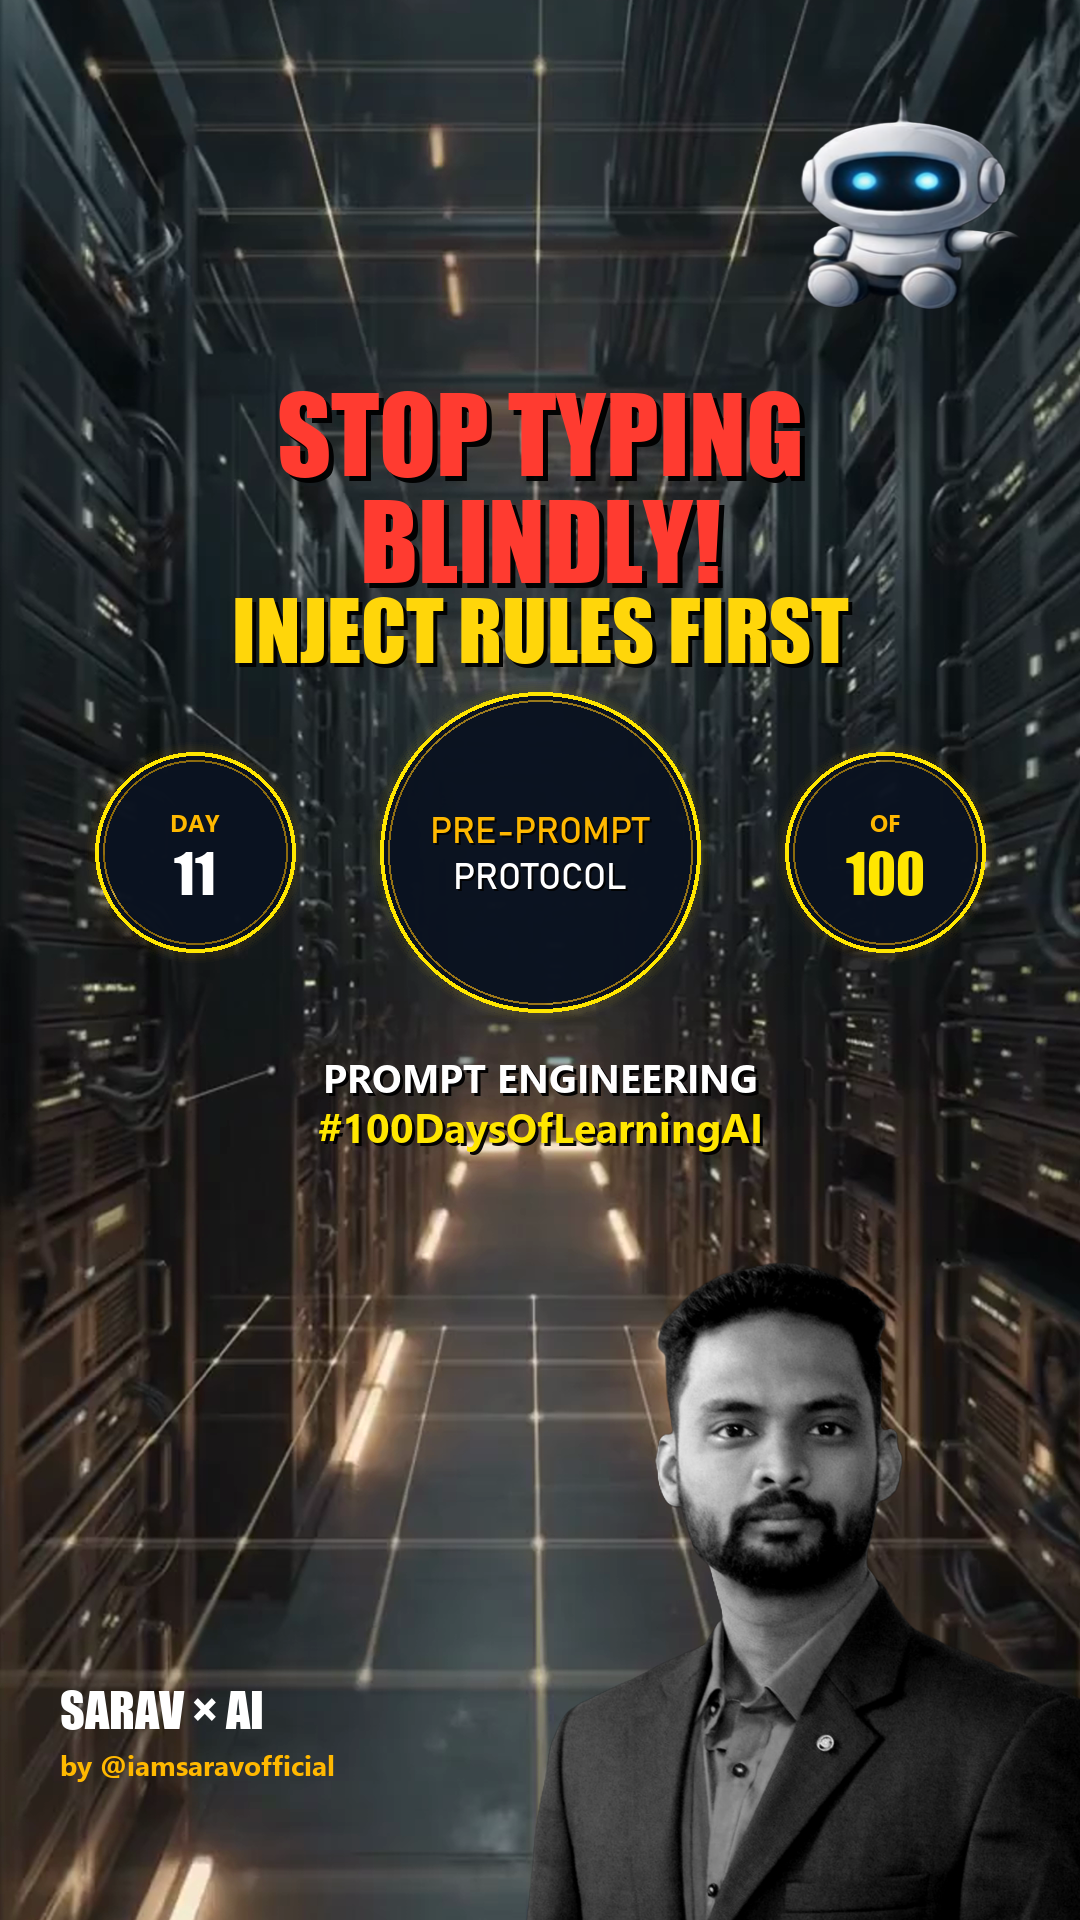 STOP TYPING
BLINDLY!
INJECT RULES FIRST
DAY
11
PRE-PROMPT
PROTOCOL
OF
100
PROMPT ENGINEERING
#100DaysOfLearningAI
SARAV × AI
by @iamsaravofficial